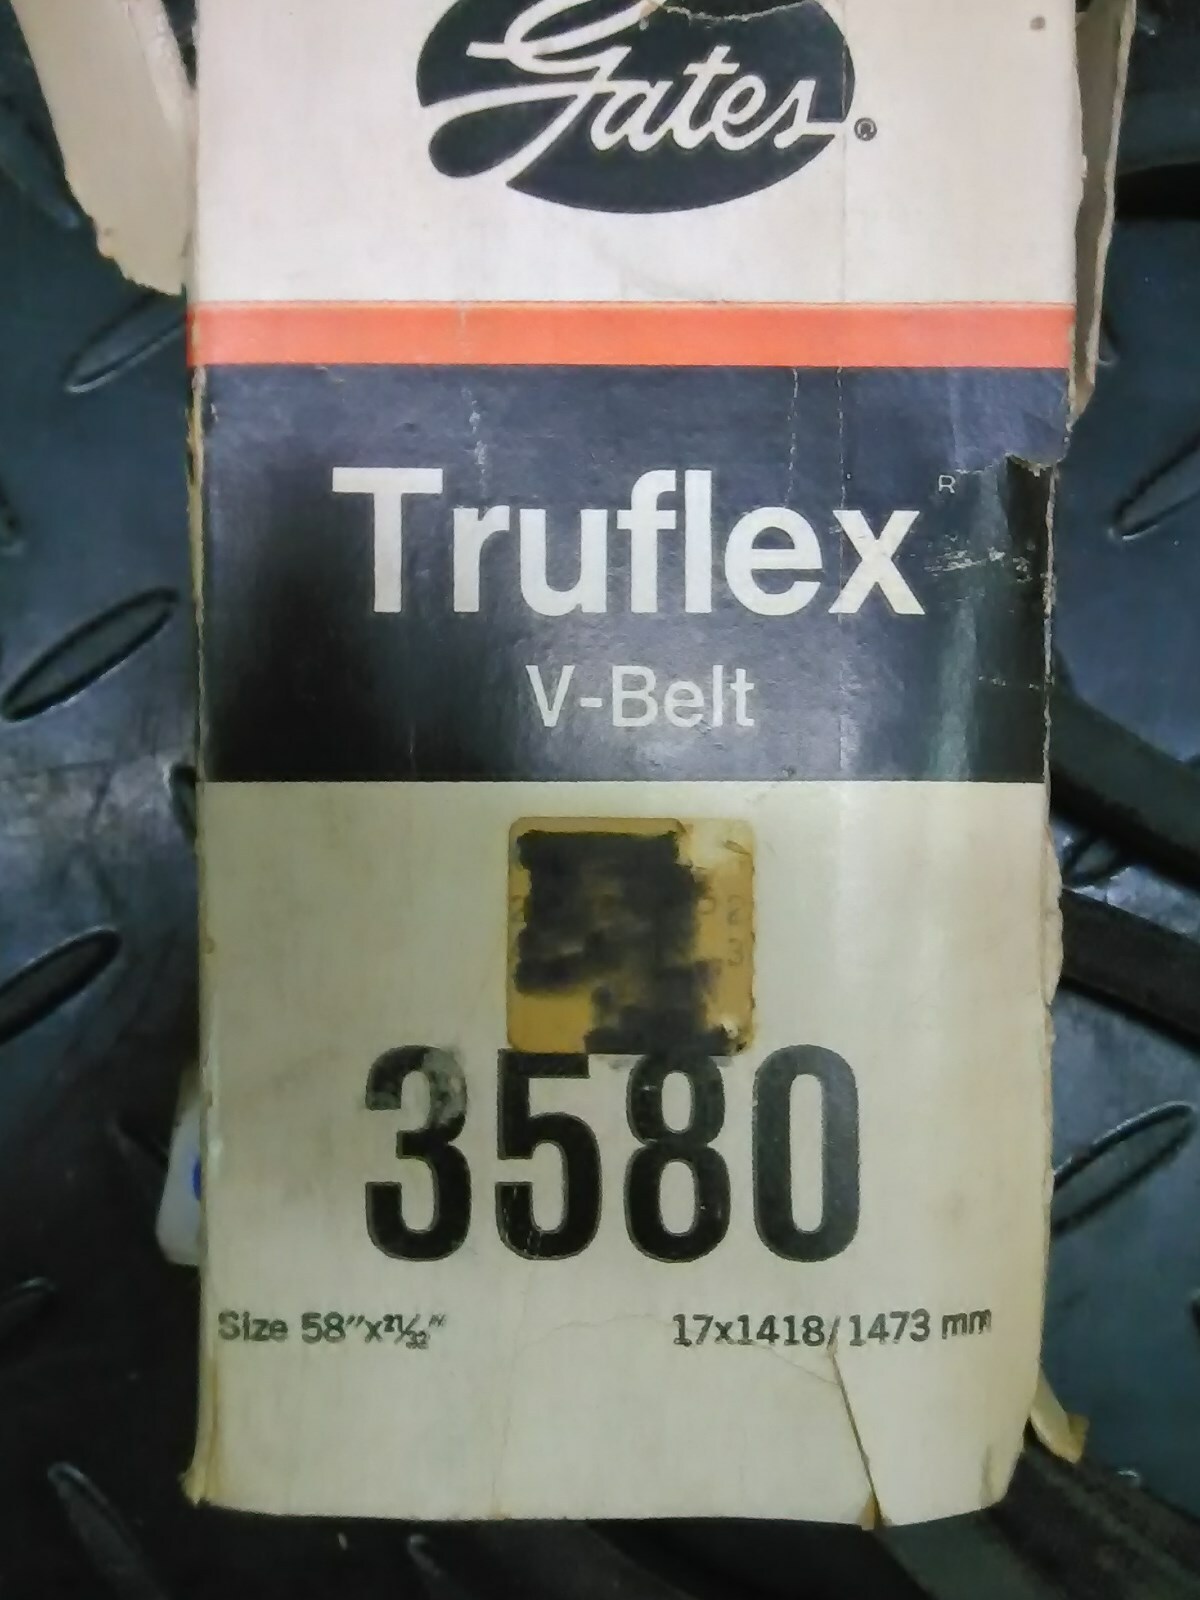 Gates®
Truflex R
V-Belt
3580
Size 58"x21/32" 17x1418/1473 mm